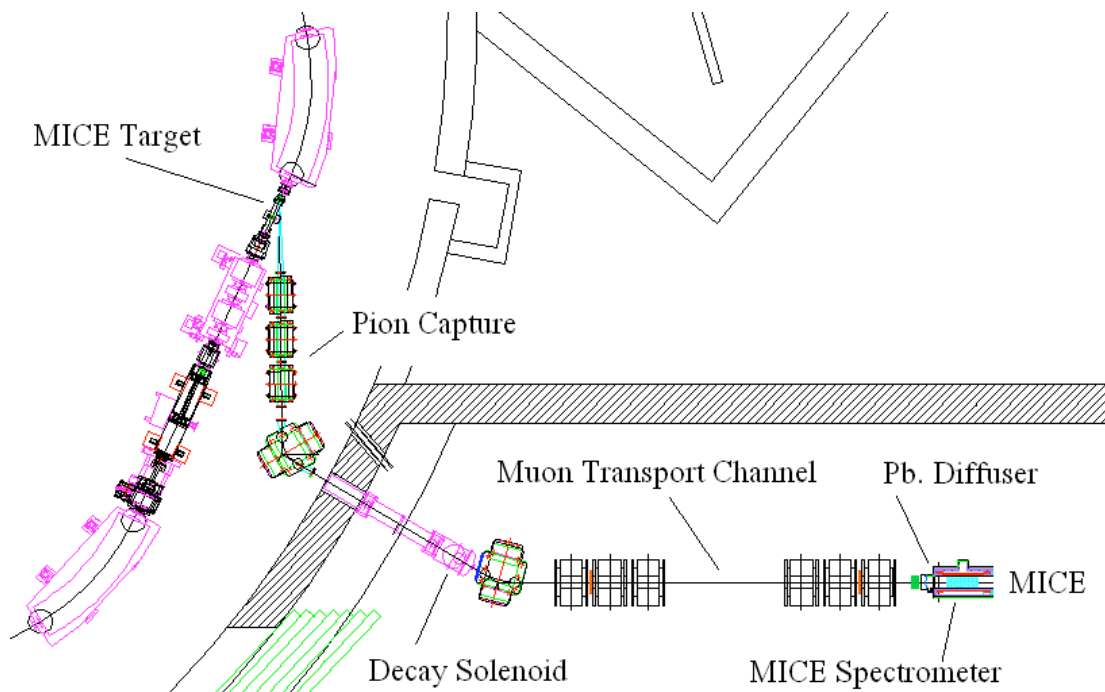 MICE Target
Pion Capture
Muon Transport Channel
Pb. Diffuser
MICE
Decay Solenoid
MICE Spectrometer